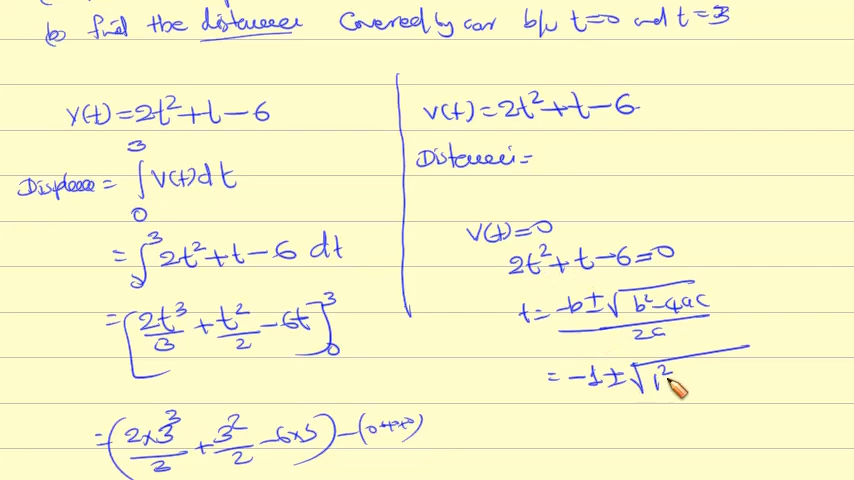 b) find the distance Covered by car b/w t=0 and t=3
V(t)=2t²+t-6
Displace = ∫₀³ V(t)dt
= ∫₀³ 2t²+t-6 dt
= [2t³/3 + t²/2 - 6t]₀³
= (2×3³/2 + 3²/2 - 6×3) - (0+0+0)
V(t)=2t²+t-6
Distance =
V(t)=0
2t²+t-6=0
t = -b±√b²-4ac / 2a
= -1±√1²